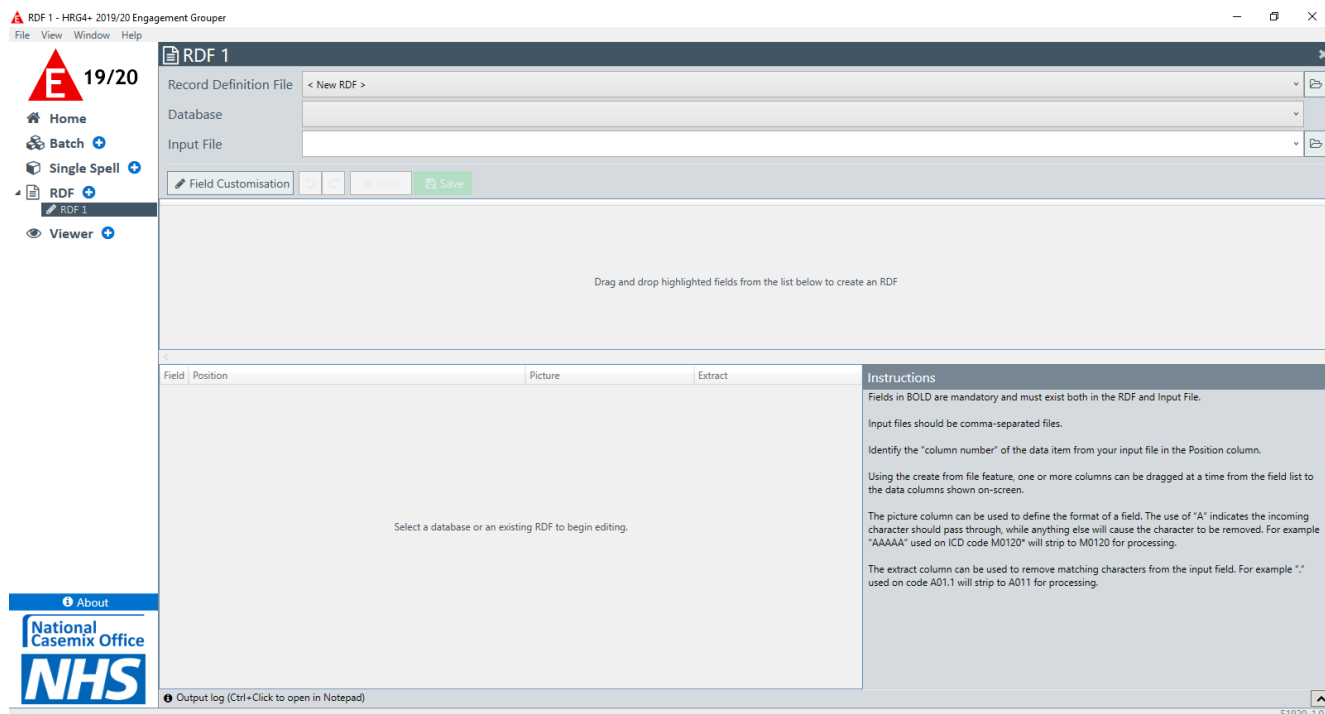 RDF 1 - HRG4+ 2019/20 Engagement Grouper
File View Window Help
E 19/20
Home
Batch
Single Spell
RDF
RDF 1
Viewer
About
National
Casemix Office
NHS
RDF 1
Record Definition File < New RDF >
Database
Input File
Field Customisation Clear Save
Drag and drop highlighted fields from the list below to create an RDF
Field Position Picture Extract
Select a database or an existing RDF to begin editing.
Instructions
Fields in BOLD are mandatory and must exist both in the RDF and Input File.
Input files should be comma-separated files.
Identify the "column number" of the data item from your input file in the Position column.
Using the create from file feature, one or more columns can be dragged at a time from the field list to
the data columns shown on-screen.
The picture column can be used to define the format of a field. The use of "A" indicates the incoming
character should pass through, while anything else will cause the character to be removed. For example
"AAAAA" used on ICD code M0120* will strip to M0120 for processing.
The extract column can be used to remove matching characters from the input field. For example "."
used on code A01.1 will strip to A011 for processing.
Output log (Ctrl+Click to open in Notepad)